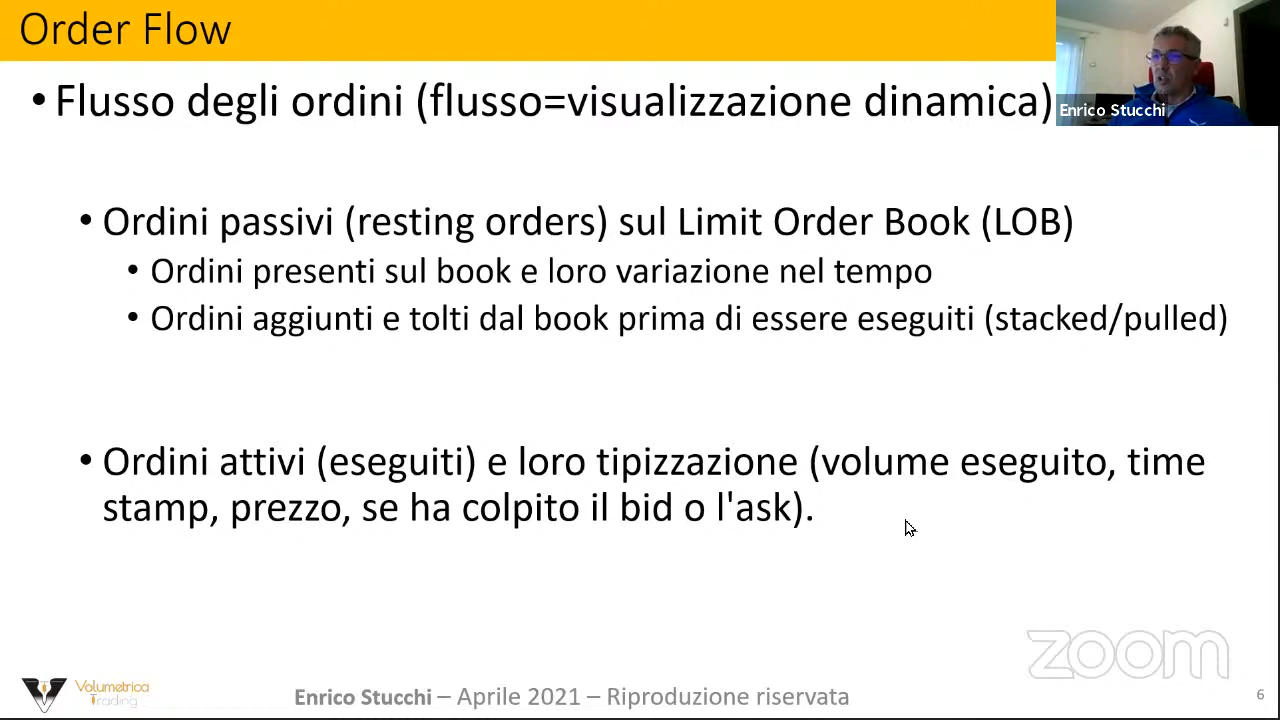 Order Flow
• Flusso degli ordini (flusso=visualizzazione dinamica)
Enrico Stucchi
• Ordini passivi (resting orders) sul Limit Order Book (LOB)
• Ordini presenti sul book e loro variazione nel tempo
• Ordini aggiunti e tolti dal book prima di essere eseguiti (stacked/pulled)
• Ordini attivi (eseguiti) e loro tipizzazione (volume eseguito, time
stamp, prezzo, se ha colpito il bid o l'ask).
zoom
Volumetrica
Trading
Enrico Stucchi – Aprile 2021 – Riproduzione riservata
6